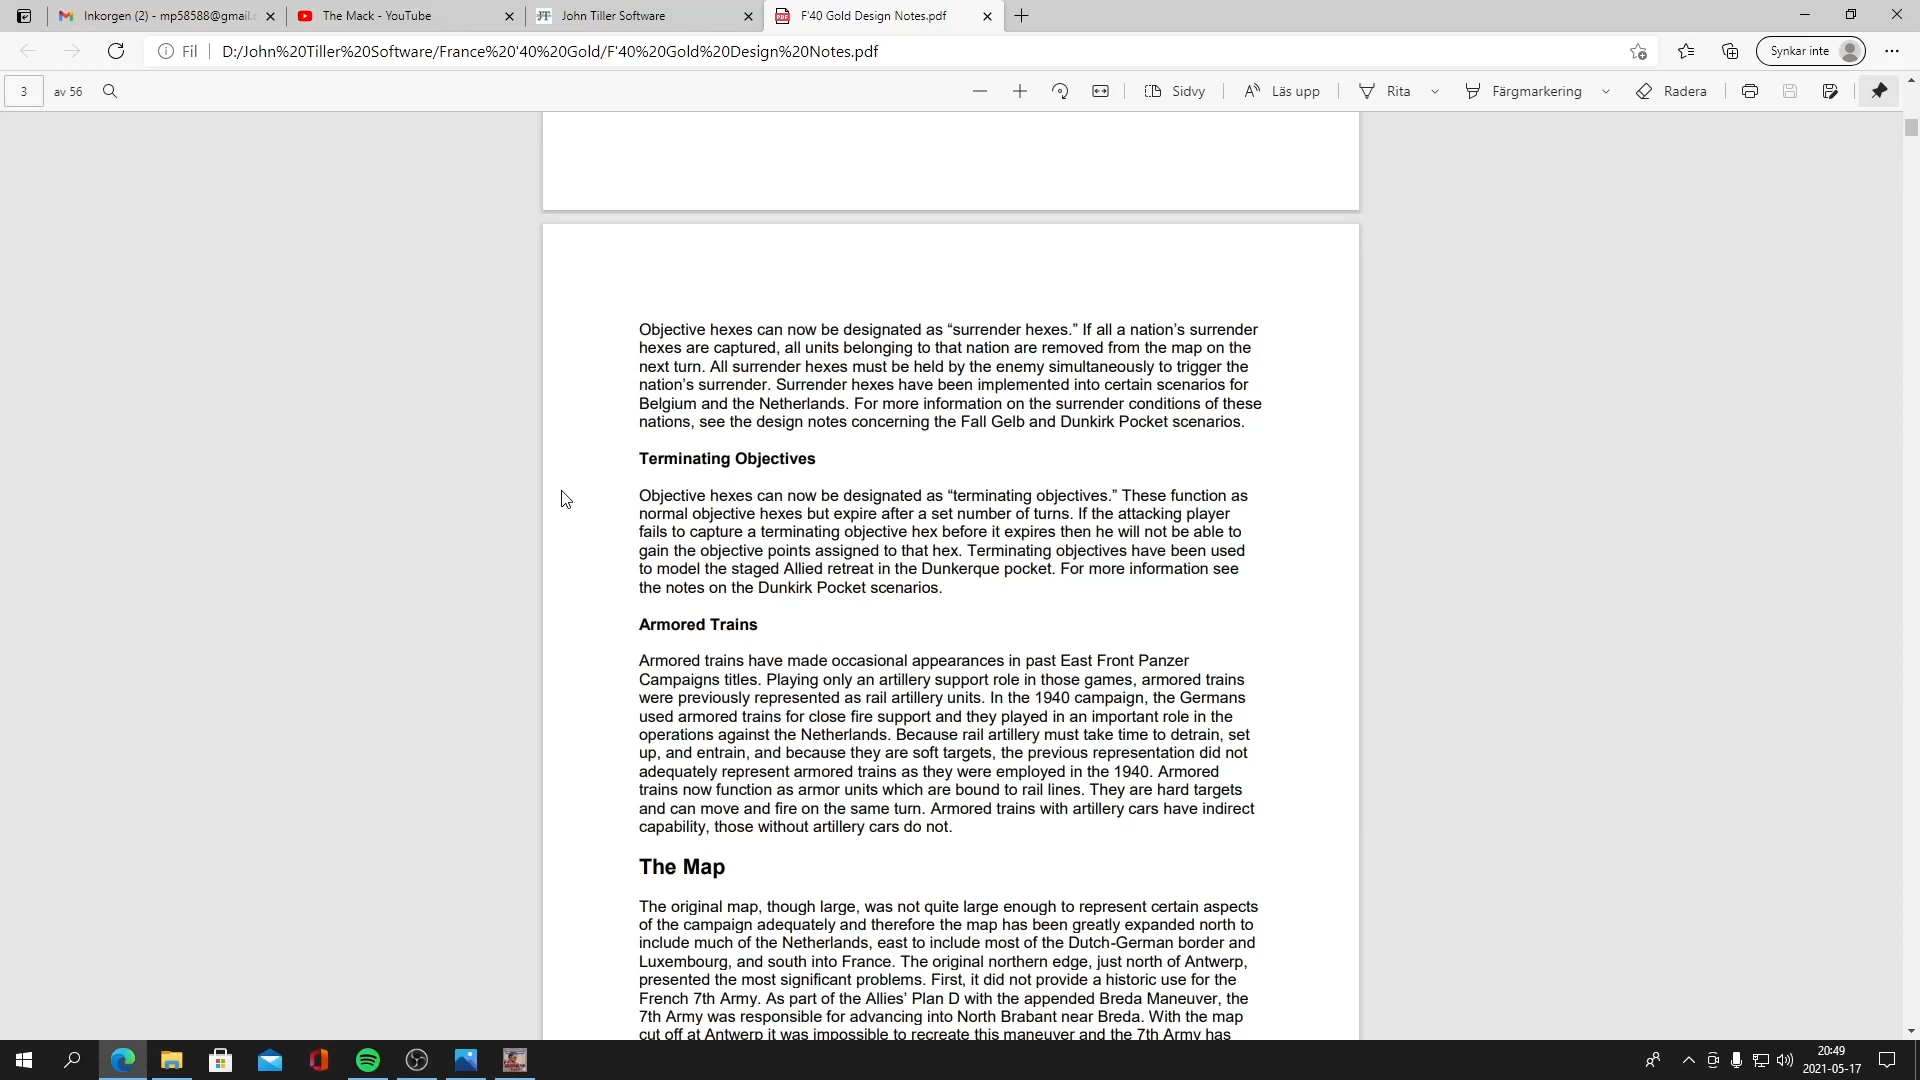 Inkorgen (2) - mp58588@gmail.c
The Mack - YouTube
John Tiller Software
F'40 Gold Design Notes.pdf
Fil
D:/John%20Tiller%20Software/France%20'40%20Gold/F'40%20Gold%20Design%20Notes.pdf
Synkar inte
3
av 56
Sidvy
Läs upp
Rita
Färgmarkering
Radera
Objective hexes can now be designated as “surrender hexes.” If all a nation’s surrender
hexes are captured, all units belonging to that nation are removed from the map on the
next turn. All surrender hexes must be held by the enemy simultaneously to trigger the
nation’s surrender. Surrender hexes have been implemented into certain scenarios for
Belgium and the Netherlands. For more information on the surrender conditions of these
nations, see the design notes concerning the Fall Gelb and Dunkirk Pocket scenarios.
Terminating Objectives
Objective hexes can now be designated as “terminating objectives.” These function as
normal objective hexes but expire after a set number of turns. If the attacking player
fails to capture a terminating objective hex before it expires then he will not be able to
gain the objective points assigned to that hex. Terminating objectives have been used
to model the staged Allied retreat in the Dunkerque pocket. For more information see
the notes on the Dunkirk Pocket scenarios.
Armored Trains
Armored trains have made occasional appearances in past East Front Panzer
Campaigns titles. Playing only an artillery support role in those games, armored trains
were previously represented as rail artillery units. In the 1940 campaign, the Germans
used armored trains for close fire support and they played in an important role in the
operations against the Netherlands. Because rail artillery must take time to detrain, set
up, and entrain, and because they are soft targets, the previous representation did not
adequately represent armored trains as they were employed in the 1940. Armored
trains now function as armor units which are bound to rail lines. They are hard targets
and can move and fire on the same turn. Armored trains with artillery cars have indirect
capability, those without artillery cars do not.
The Map
The original map, though large, was not quite large enough to represent certain aspects
of the campaign adequately and therefore the map has been greatly expanded north to
include much of the Netherlands, east to include most of the Dutch-German border and
Luxembourg, and south into France. The original northern edge, just north of Antwerp,
presented the most significant problems. First, it did not provide a historic use for the
French 7th Army. As part of the Allies’ Plan D with the appended Breda Maneuver, the
7th Army was responsible for advancing into North Brabant near Breda. With the map
cut off at Antwerp it was impossible to recreate this maneuver and the 7th Army has
20:49
2021-05-17